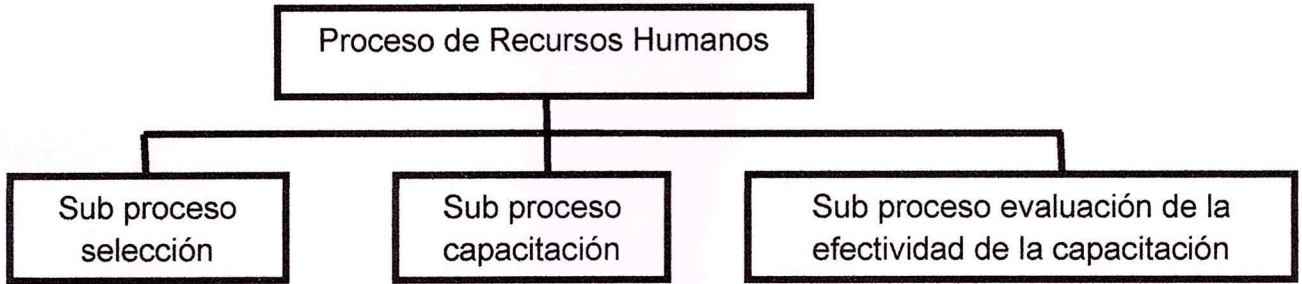 Proceso de Recursos Humanos
Sub proceso
selección
Sub proceso
capacitación
Sub proceso evaluación de la
efectividad de la capacitación